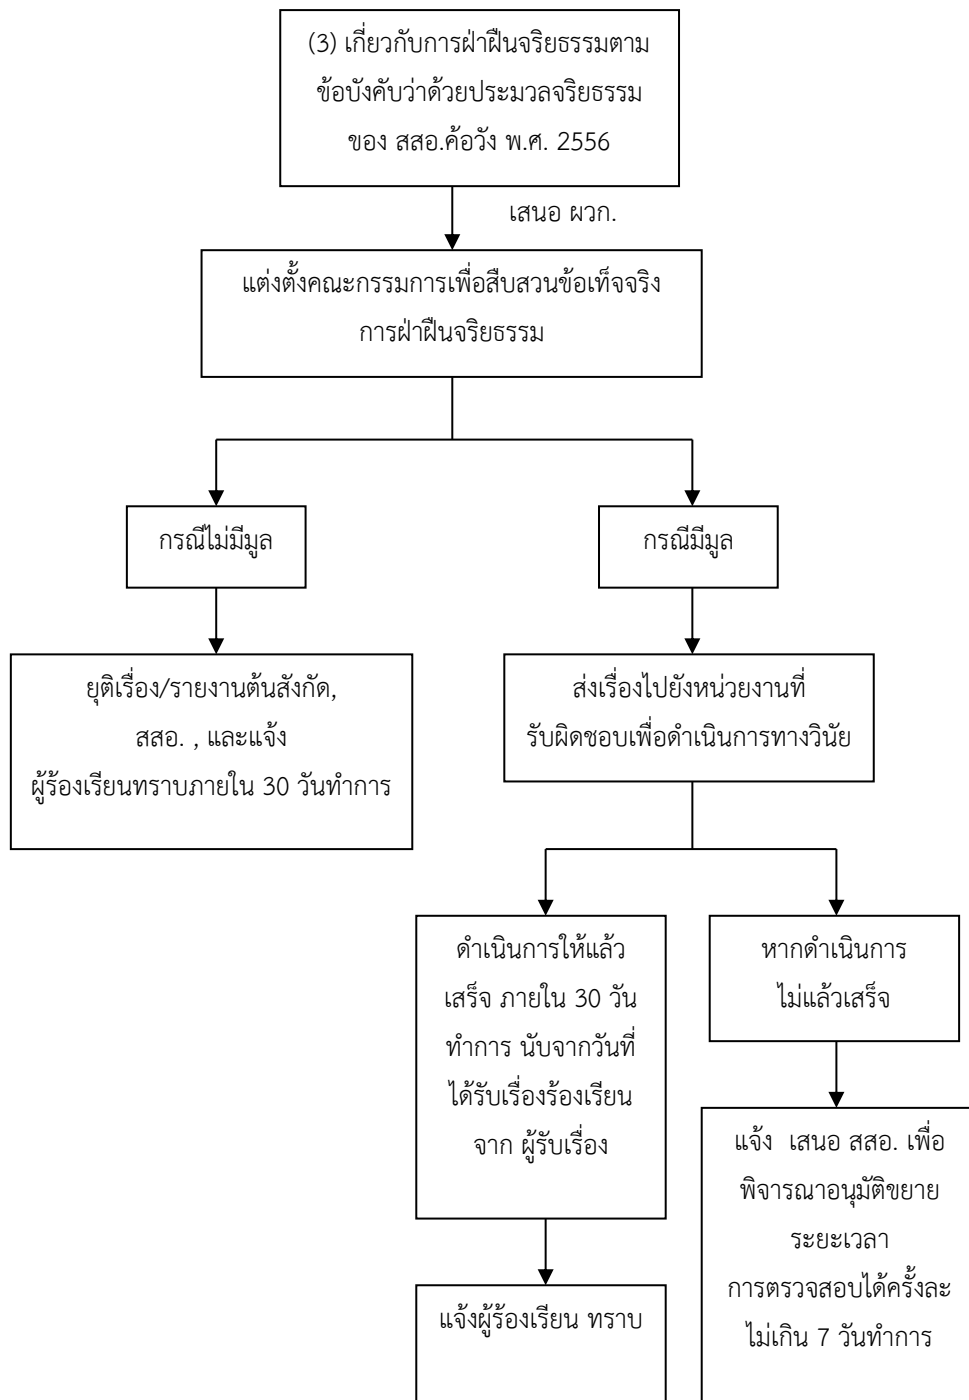 (3) เกี่ยวกับการฝ่าฝืนจริยธรรมตาม
ข้อบังคับว่าด้วยประมวลจริยธรรม
ของ สสอ.ค้อวัง พ.ศ. 2556
เสนอ ผวก.
แต่งตั้งคณะกรรมการเพื่อสืบสวนข้อเท็จจริง
การฝ่าฝืนจริยธรรม
กรณีไม่มีมูล
กรณีมีมูล
ยุติเรื่อง/รายงานต้นสังกัด,
สสอ. , และแจ้ง
ผู้ร้องเรียนทราบภายใน 30 วันทำการ
ส่งเรื่องไปยังหน่วยงานที่
รับผิดชอบเพื่อดำเนินการทางวินัย
ดำเนินการให้แล้ว
เสร็จ ภายใน 30 วัน
ทำการ นับจากวันที่
ได้รับเรื่องร้องเรียน
จาก ผู้รับเรื่อง
หากดำเนินการ
ไม่แล้วเสร็จ
แจ้ง เสนอ สสอ. เพื่อ
พิจารณาอนุมัติขยาย
ระยะเวลา
การตรวจสอบได้ครั้งละ
ไม่เกิน 7 วันทำการ
แจ้งผู้ร้องเรียน ทราบ